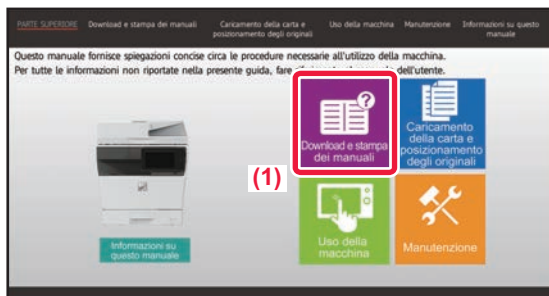 PARTE SUPERIORE
Download e stampa dei manuali
Caricamento della carta e
posizionamento degli originali
Uso della macchina
Manutenzione
Informazioni su questo
manuale
Questo manuale fornisce spiegazioni concise circa le procedure necessarie all'utilizzo della macchina.
Per tutte le informazioni non riportate nella presente guida, fare dell'utente.
Download e stampa
dei manuali
Caricamento
della carta e
posizionamento
degli originali
(1)
Uso della
macchina
Manutenzione
Informazioni su
questo manuale